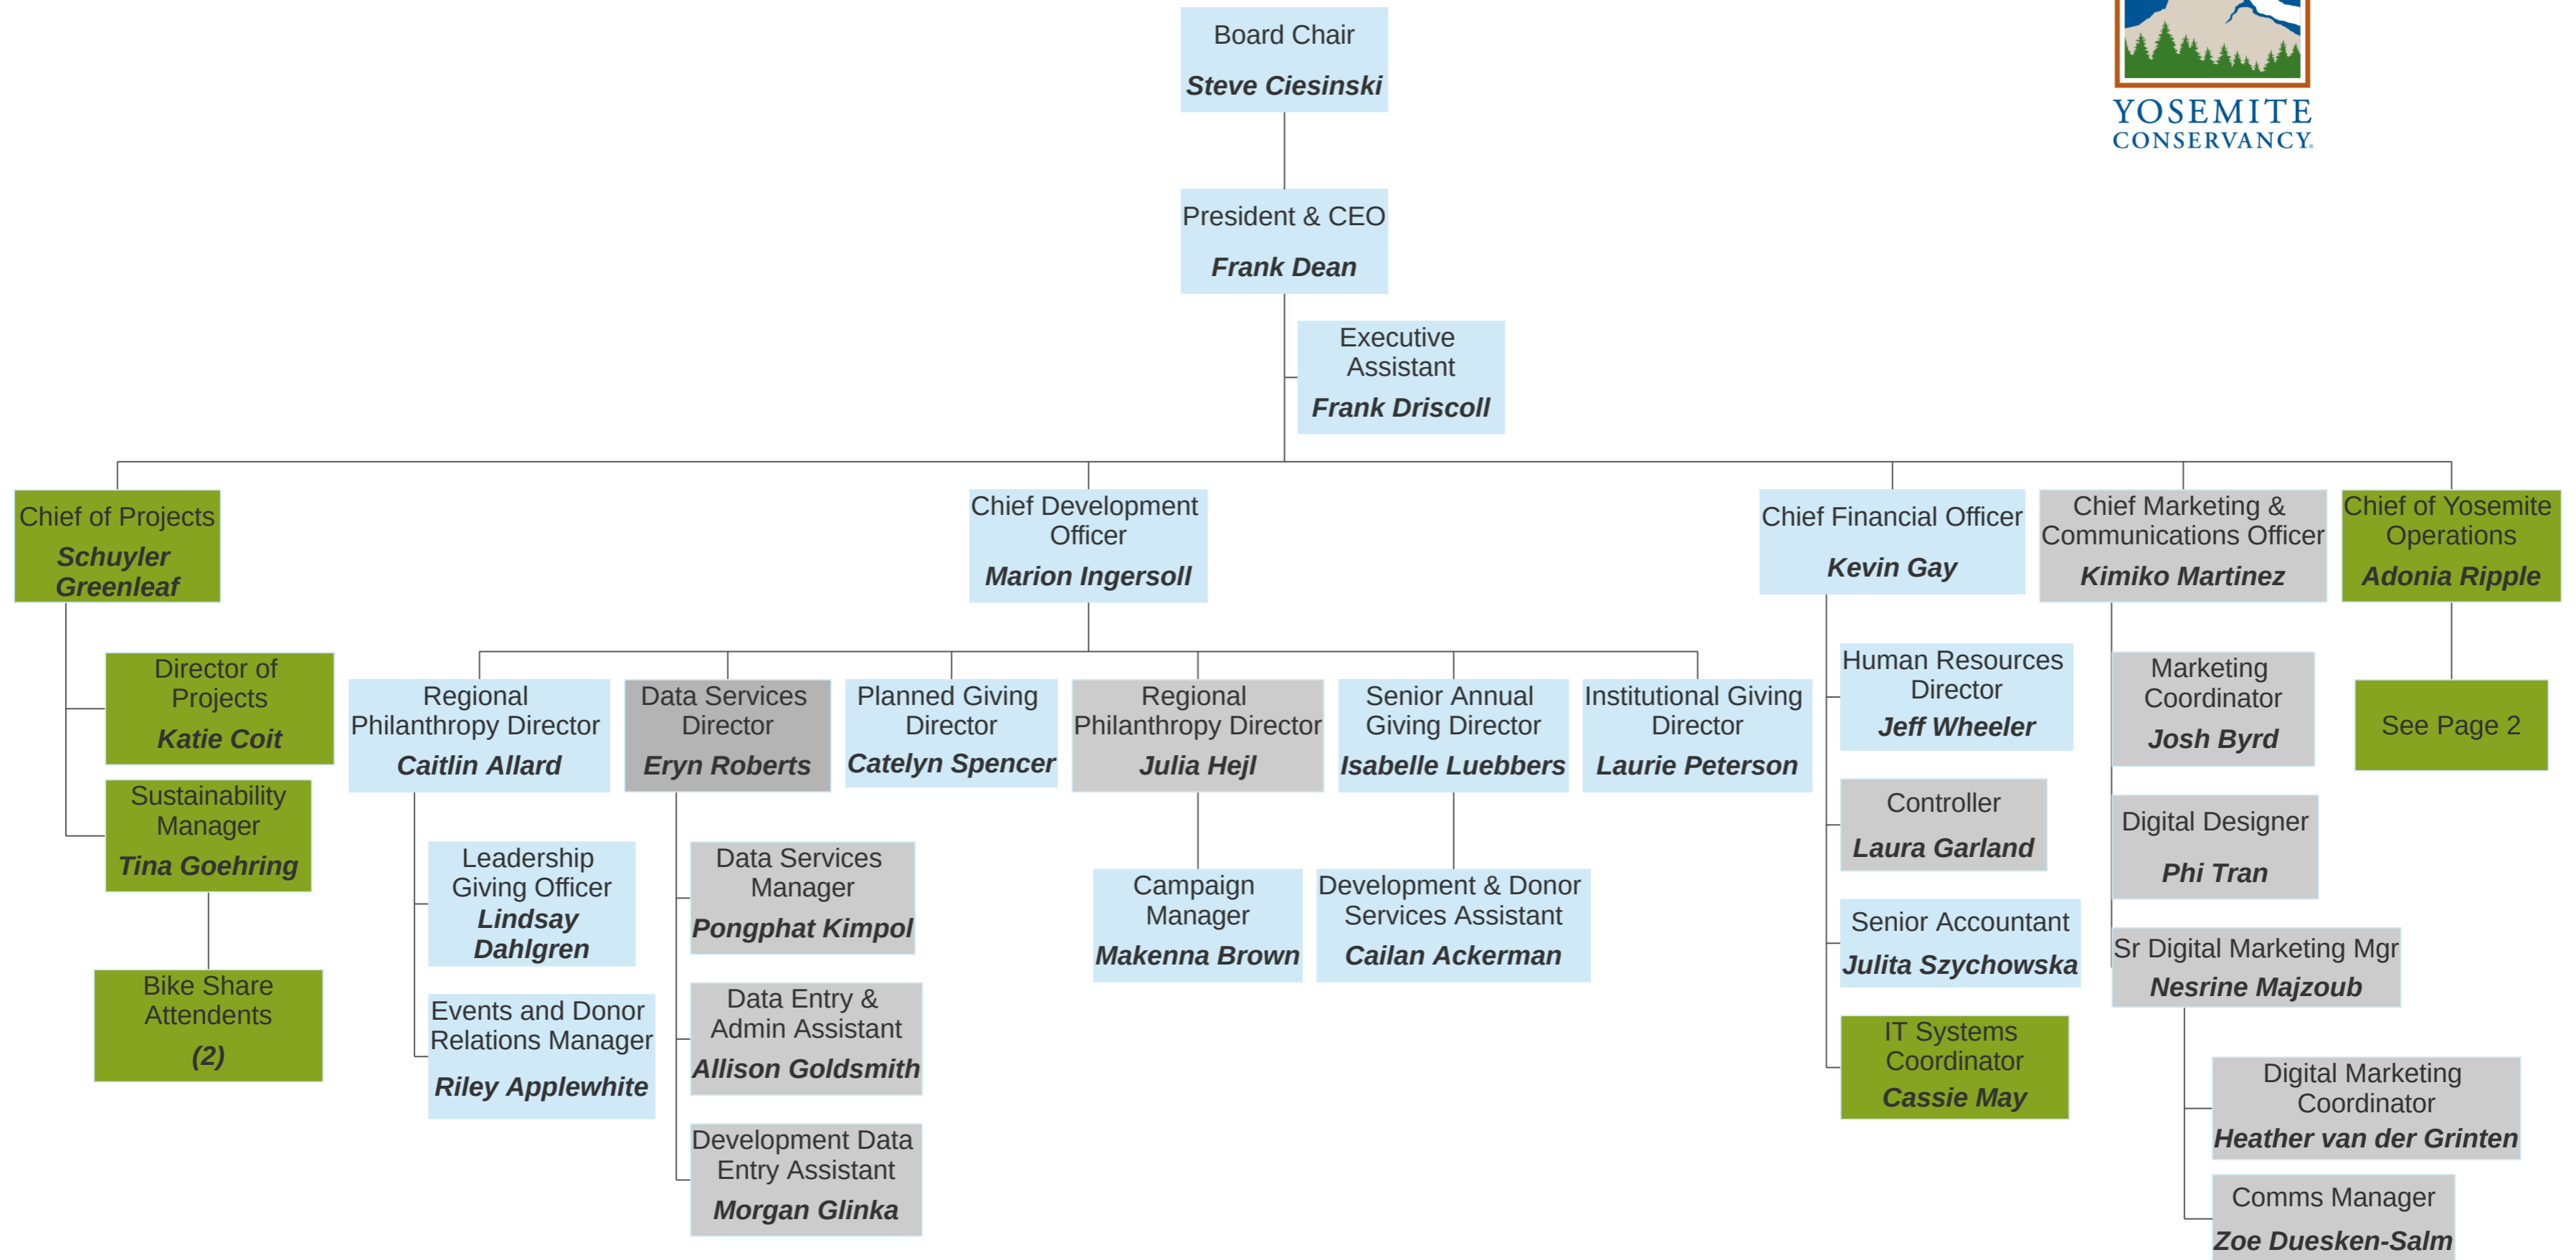 Board Chair
Steve Ciesinski
YOSEMITE
CONSERVANCY®
President & CEO
Frank Dean
Executive
Assistant
Frank Driscoll
Chief of Projects
Schuyler
Greenleaf
Chief Development
Officer
Marion Ingersoll
Chief Financial Officer
Kevin Gay
Chief Marketing &
Communications Officer
Kimiko Martinez
Chief of Yosemite
Operations
Adonia Ripple
Director of
Projects
Katie Coit
Sustainability
Manager
Tina Goehring
Bike Share
Attendents
(2)
Regional
Philanthropy Director
Caitlin Allard
Leadership
Giving Officer
Lindsay
Dahlgren
Events and Donor
Relations Manager
Riley Applewhite
Data Services
Director
Eryn Roberts
Data Services
Manager
Pongphat Kimpol
Data Entry &
Admin Assistant
Allison Goldsmith
Development Data
Entry Assistant
Morgan Glinka
Planned Giving
Director
Catelyn Spencer
Regional
Philanthropy Director
Julia Hejl
Campaign
Manager
Makenna Brown
Senior Annual
Giving Director
Isabelle Luebbers
Development & Donor
Services Assistant
Cailan Ackerman
Institutional Giving
Director
Laurie Peterson
Human Resources
Director
Jeff Wheeler
Controller
Laura Garland
Senior Accountant
Julita Szychowska
IT Systems
Coordinator
Cassie May
Marketing
Coordinator
Josh Byrd
Digital Designer
Phi Tran
Sr Digital Marketing Mgr
Nesrine Majzoub
Digital Marketing
Coordinator
Heather van der Grinten
Comms Manager
Zoe Duesken-Salm
See Page 2